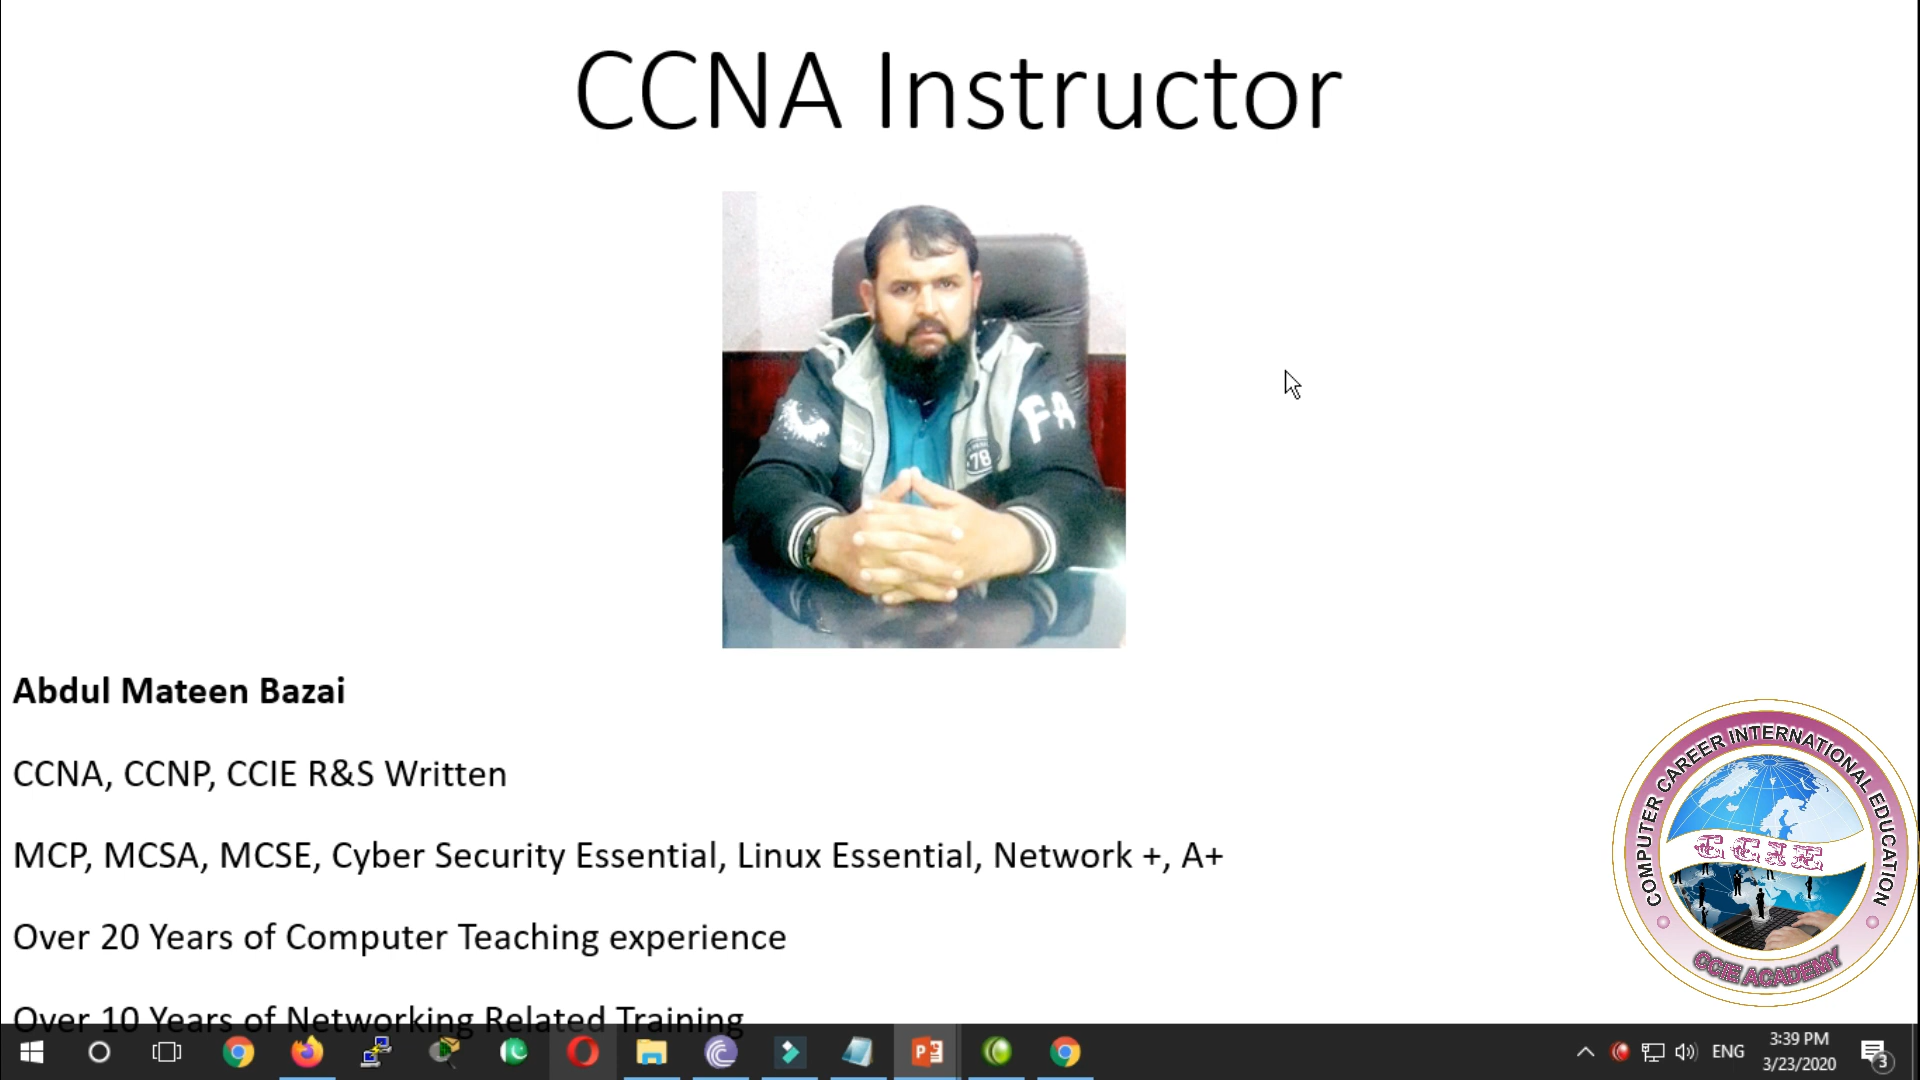 CCNA Instructor
FA
78
Abdul Mateen Bazai
CCNA, CCNP, CCIE R&S Written
MCP, MCSA, MCSE, Cyber Security Essential, Linux Essential, Network +, A+
Over 20 Years of Computer Teaching experience
Over 10 Years of Networking Related Training
COMPUTER CAREER INTERNATIONAL EDUCATION
CCIE
CCIE ACADEMY
ENG
3:39 PM
3/23/2020
3